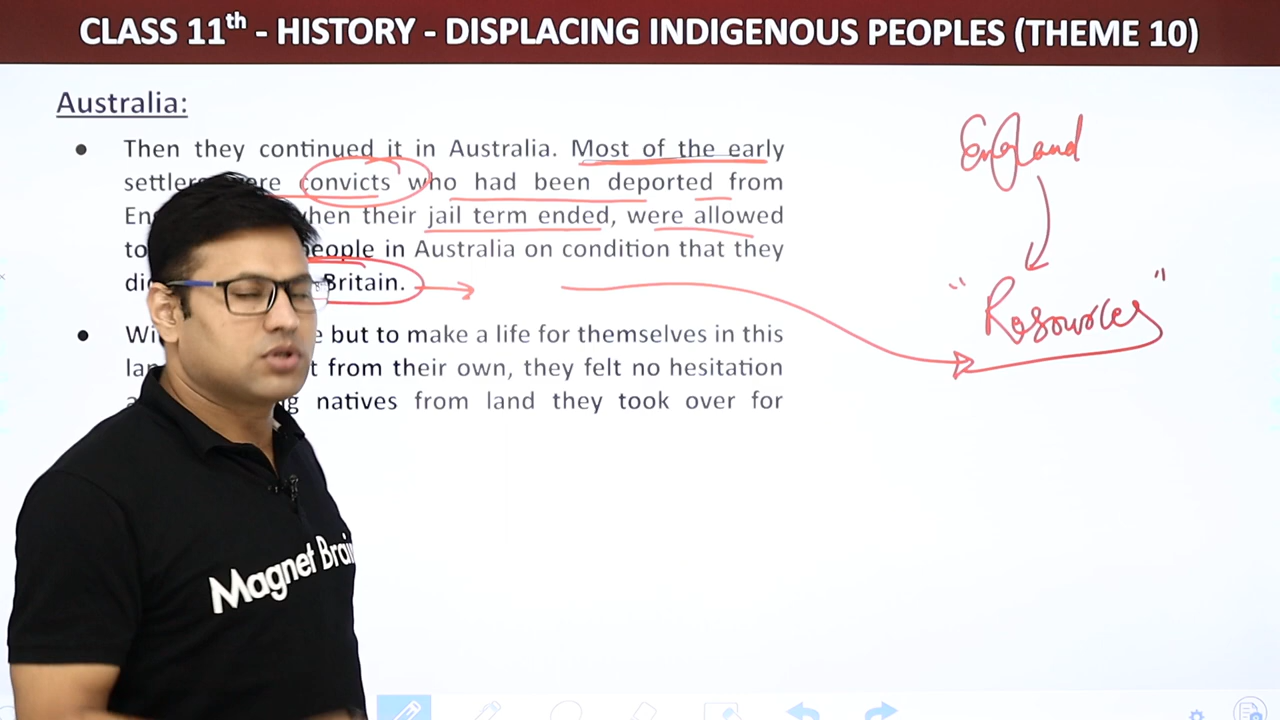 CLASS 11th - HISTORY - DISPLACING INDIGENOUS PEOPLES (THEME 10)
Australia:
Then they continued it in Australia. Most of the early
settlers were convicts who had been deported from
when their jail term ended, were allowed
to people in Australia on condition that they
Britain.
but to make a life for themselves in this
from their own, they felt no hesitation
natives from land they took over for
England
"Resources"
Magnet Brai